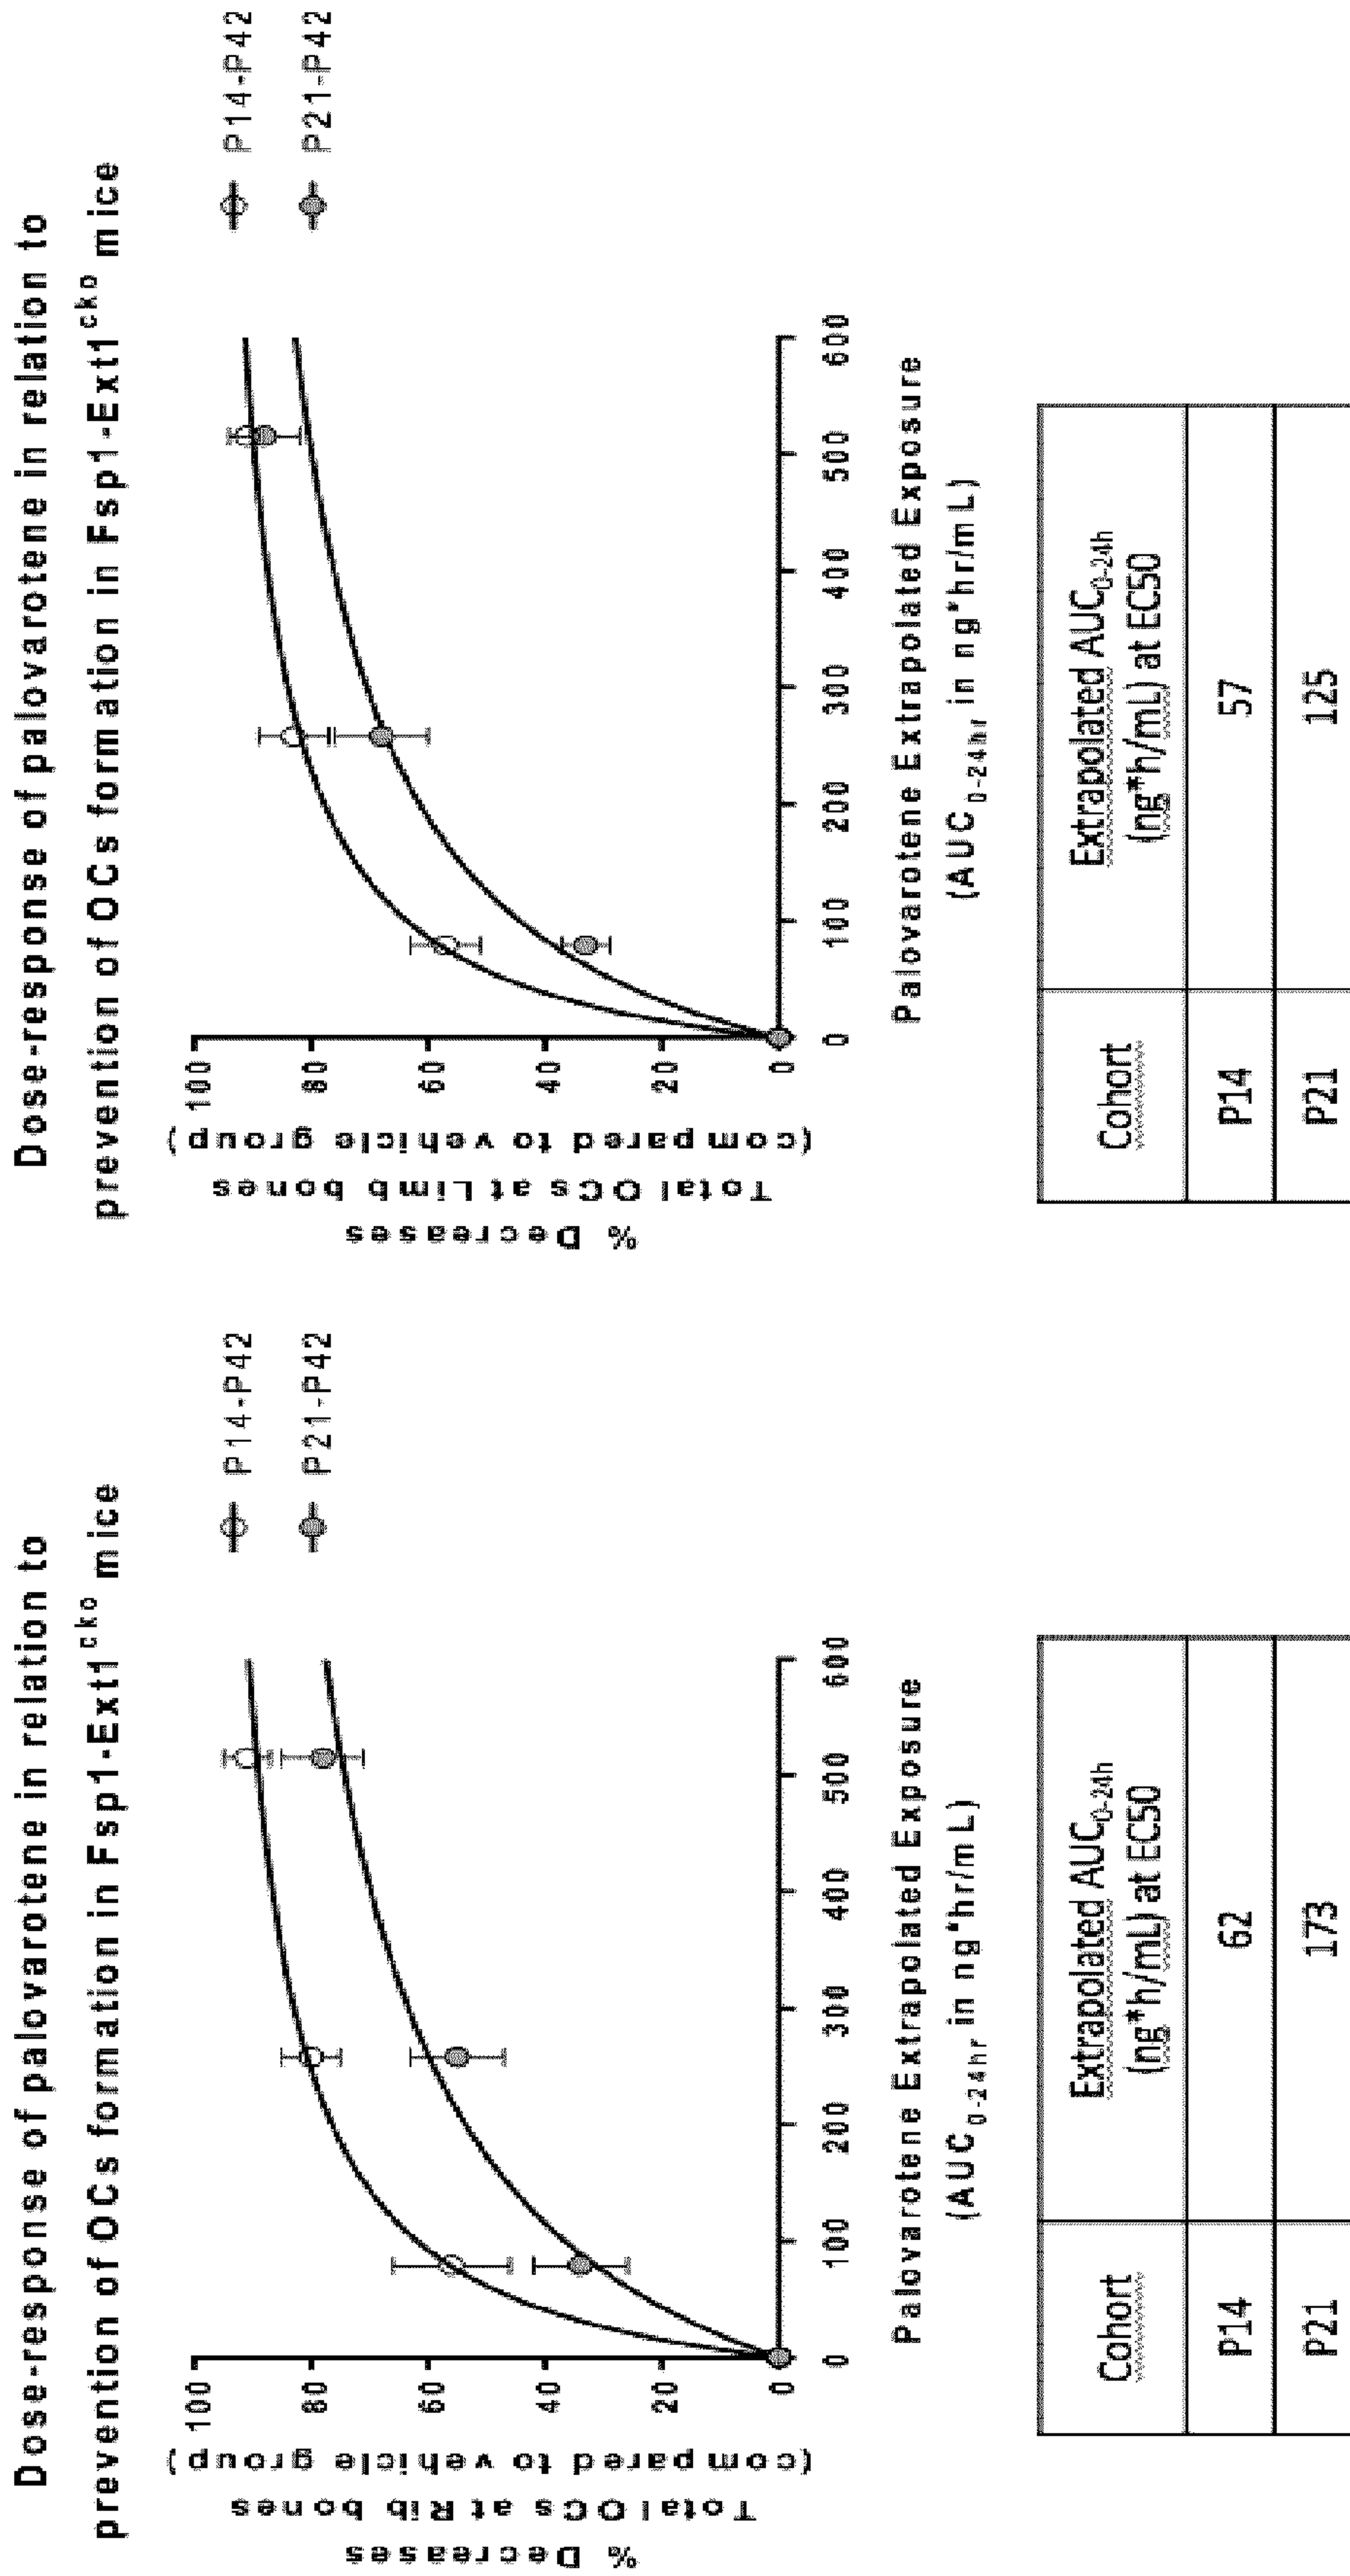 Dose-response of palovarotene in relation to
prevention of OCs formation in Fsp1-Ext1cko mice
% Decreases
Total OCs at Rib bones
(compared to vehicle group)
100
80
60
40
20
0
0 100 200 300 400 500 600
P14-P42
P21-P42
Palovarotene Extrapolated Exposure
(AUC0-24hr in ng*hr/mL)
Cohort
Extrapolated AUC0-24h
(ng*h/mL) at EC50
P14 62
P21 173
Dose-response of palovarotene in relation to
prevention of OCs formation in Fsp1-Ext1cko mice
% Decreases
Total OCs at Limb bones
(compared to vehicle group)
100
80
60
40
20
0
0 100 200 300 400 500 600
P14-P42
P21-P42
Palovarotene Extrapolated Exposure
(AUC0-24hr in ng*hr/mL)
Cohort
Extrapolated AUC0-24h
(ng*h/mL) at EC50
P14 57
P21 125